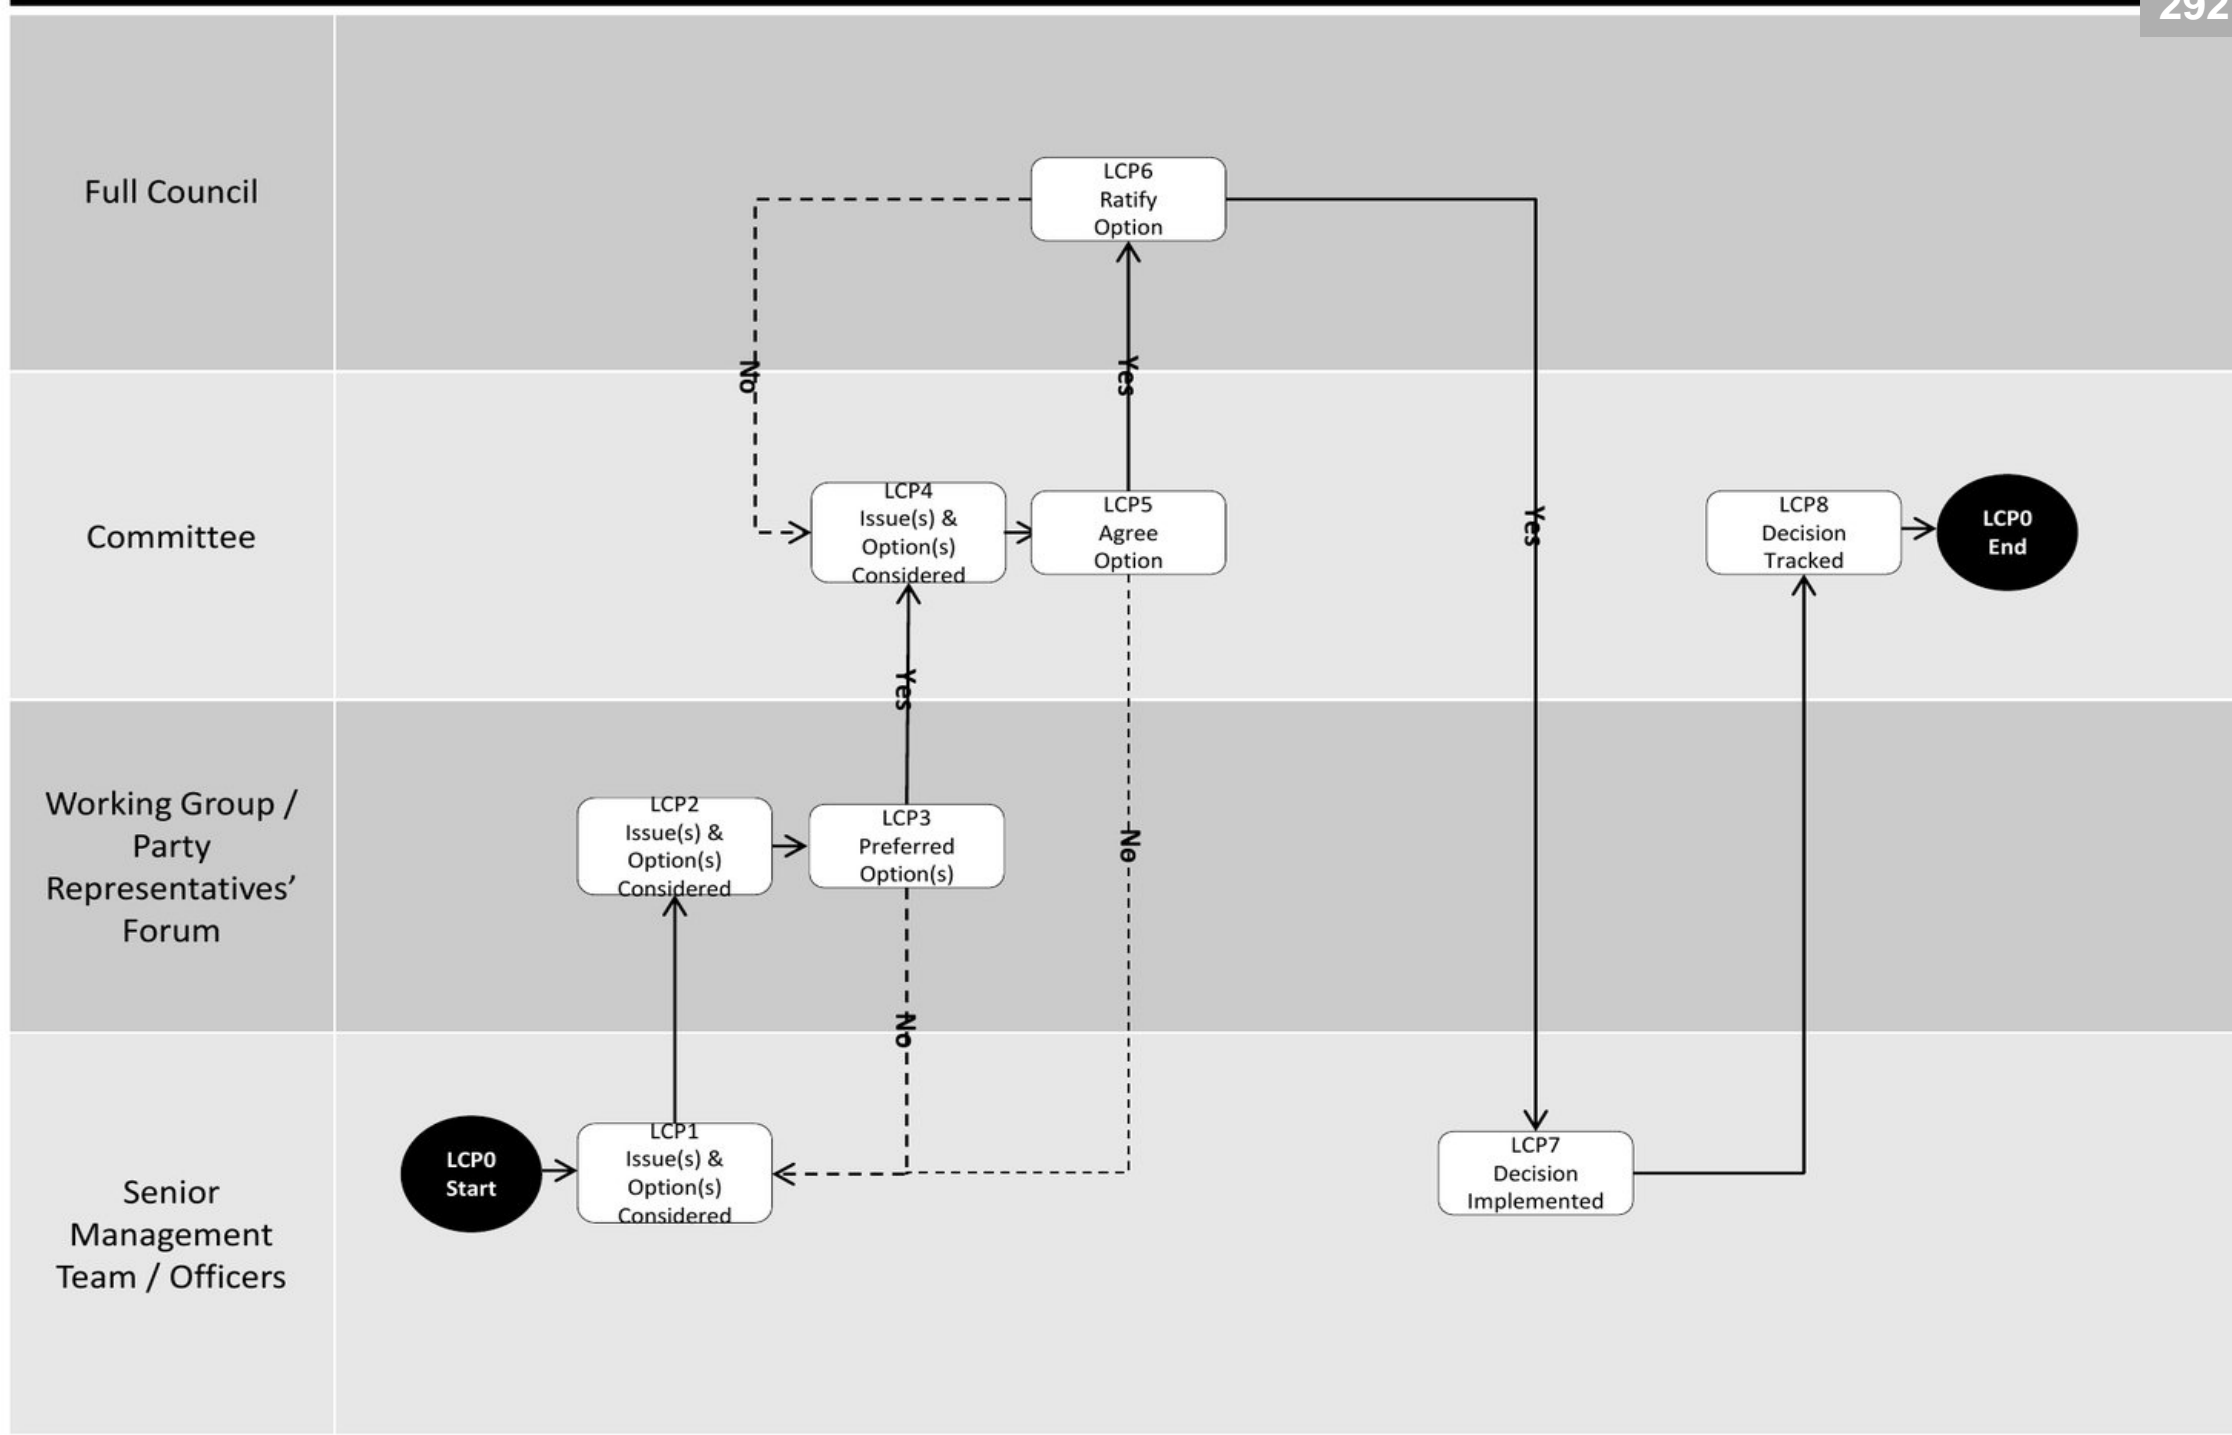 292
Full Council
LCP6
Ratify
Option
No
Yes
Committee
LCP4
Issue(s) &
Option(s)
Considered
LCP5
Agree
Option
Yes
LCP8
Decision
Tracked
LCP0
End
Yes
Working Group /
Party
Representatives’
Forum
LCP2
Issue(s) &
Option(s)
Considered
LCP3
Preferred
Option(s)
No
No
Senior
Management
Team / Officers
LCP0
Start
LCP1
Issue(s) &
Option(s)
Considered
LCP7
Decision
Implemented